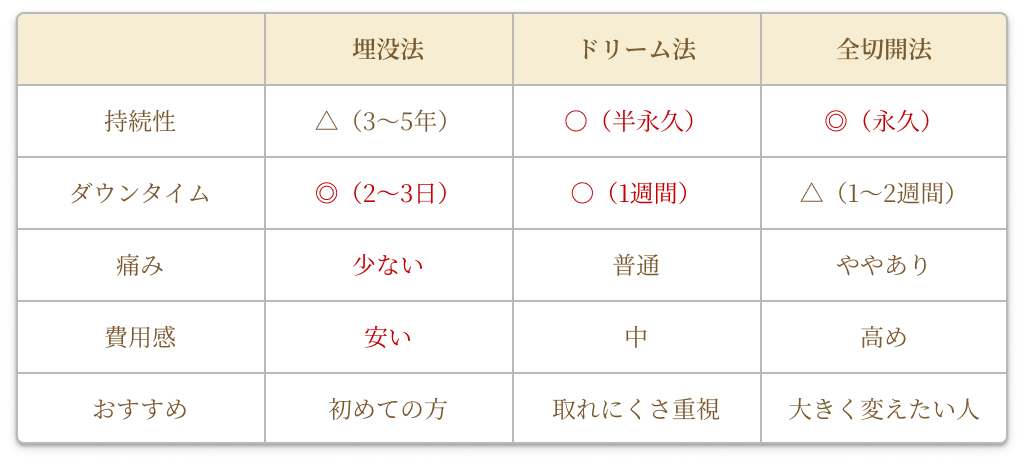 埋没法 ドリーム法 全切開法
持続性 △（3〜5年） ○（半永久） ◎（永久）
ダウンタイム ◎（2〜3日） ○（1週間） △（1〜2週間）
痛み 少ない 普通 ややあり
費用感 安い 中 高め
おすすめ 初めての方 取れにくさ重視 大きく変えたい人